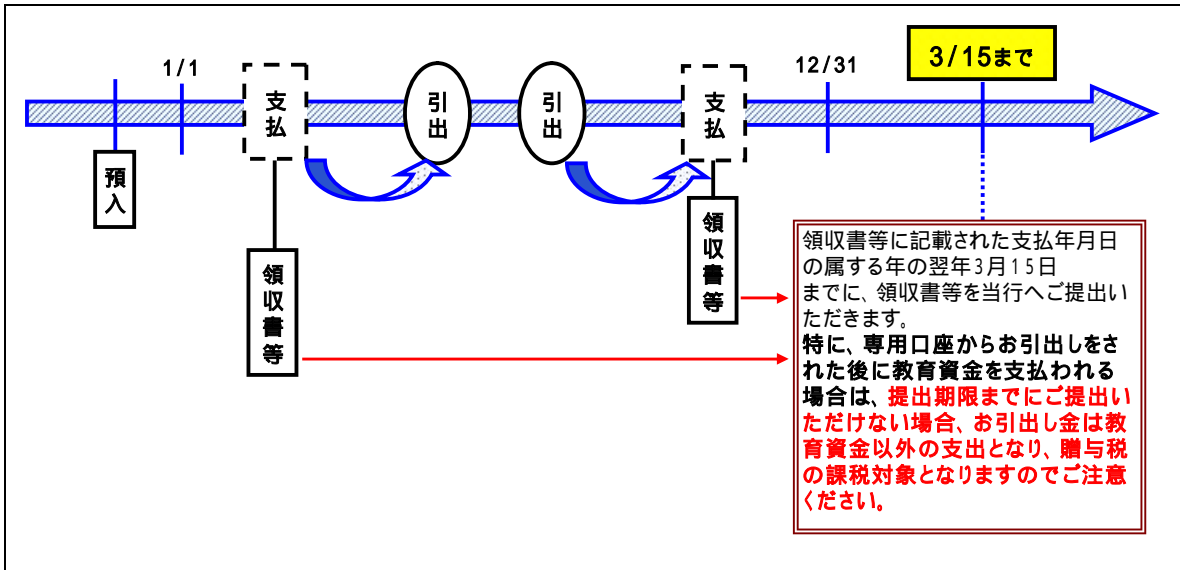 1/1
12/31
3/15まで
支払
引出
引出
支払
預入
領収書等
領収書等
領収書等に記載された支払年月日
の属する年の翌年3月15日
までに、領収書等を当行へご提出い
ただきます。
特に、専用口座からお引出しをさ
れた後に教育資金を支払われる
場合は、提出期限までにご提出い
ただけない場合、お引出し金は教
育資金以外の支出となり、贈与税
の課税対象となりますのでご注意
ください。